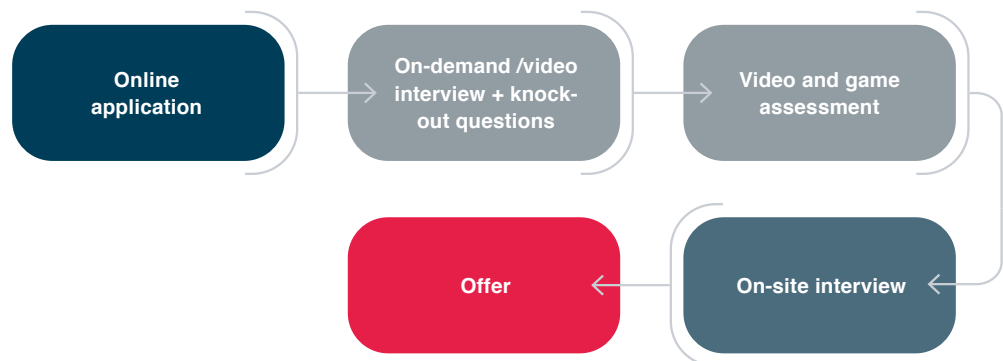 Online
application
On-demand /video
interview + knock-
out questions
Video and game
assessment
Offer
On-site interview